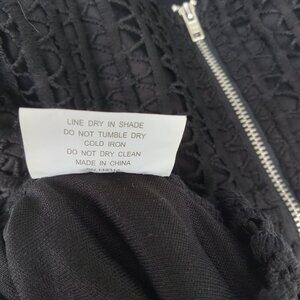 LINE DRY IN SHADE
DO NOT TUMBLE DRY
COLD IRON
DO NOT DRY CLEAN
MADE IN CHINA